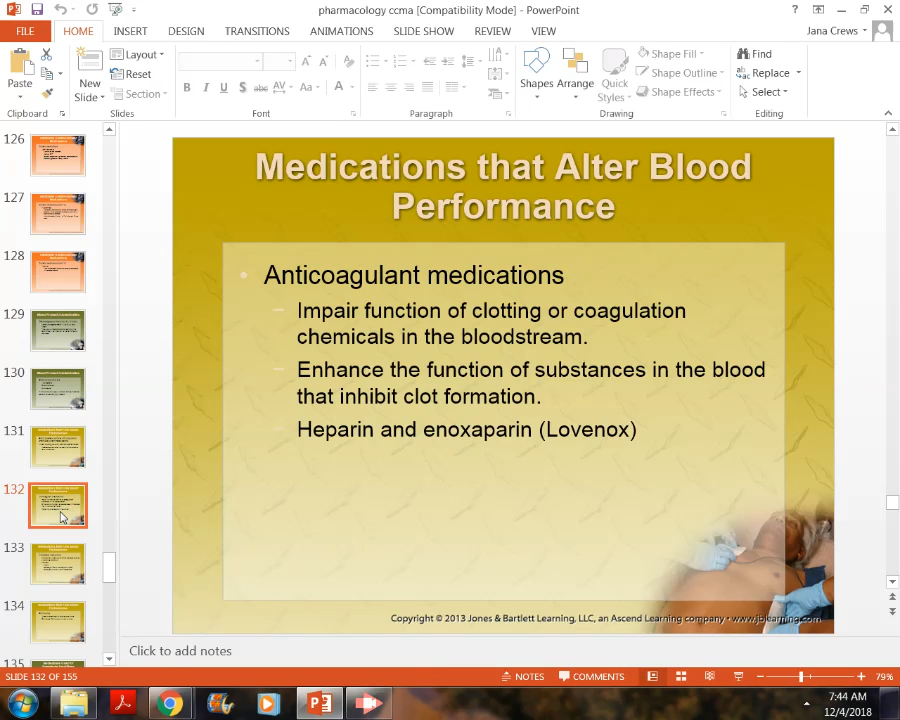 pharmacology ccma [Compatibility Mode] - PowerPoint
FILE HOME INSERT DESIGN TRANSITIONS ANIMATIONS SLIDE SHOW REVIEW VIEW Jana Crews
Paste
New
Slide
Layout
Reset
Section
Shapes
Arrange
Quick
Styles
Shape Fill
Shape Outline
Shape Effects
Find
Replace
Select
Clipboard Slides Font Paragraph Drawing Editing
126
127
128
129
130
131
132
133
134
135
Medications that Alter Blood
Performance
• Anticoagulant medications
– Impair function of clotting or coagulation
chemicals in the bloodstream.
– Enhance the function of substances in the blood
that inhibit clot formation.
– Heparin and enoxaparin (Lovenox)
Copyright © 2013 Jones & Bartlett Learning, LLC, an Ascend Learning company • www.jblearning.com
Click to add notes
SLIDE 132 OF 155 NOTES COMMENTS 79%
7:44 AM
12/4/2018